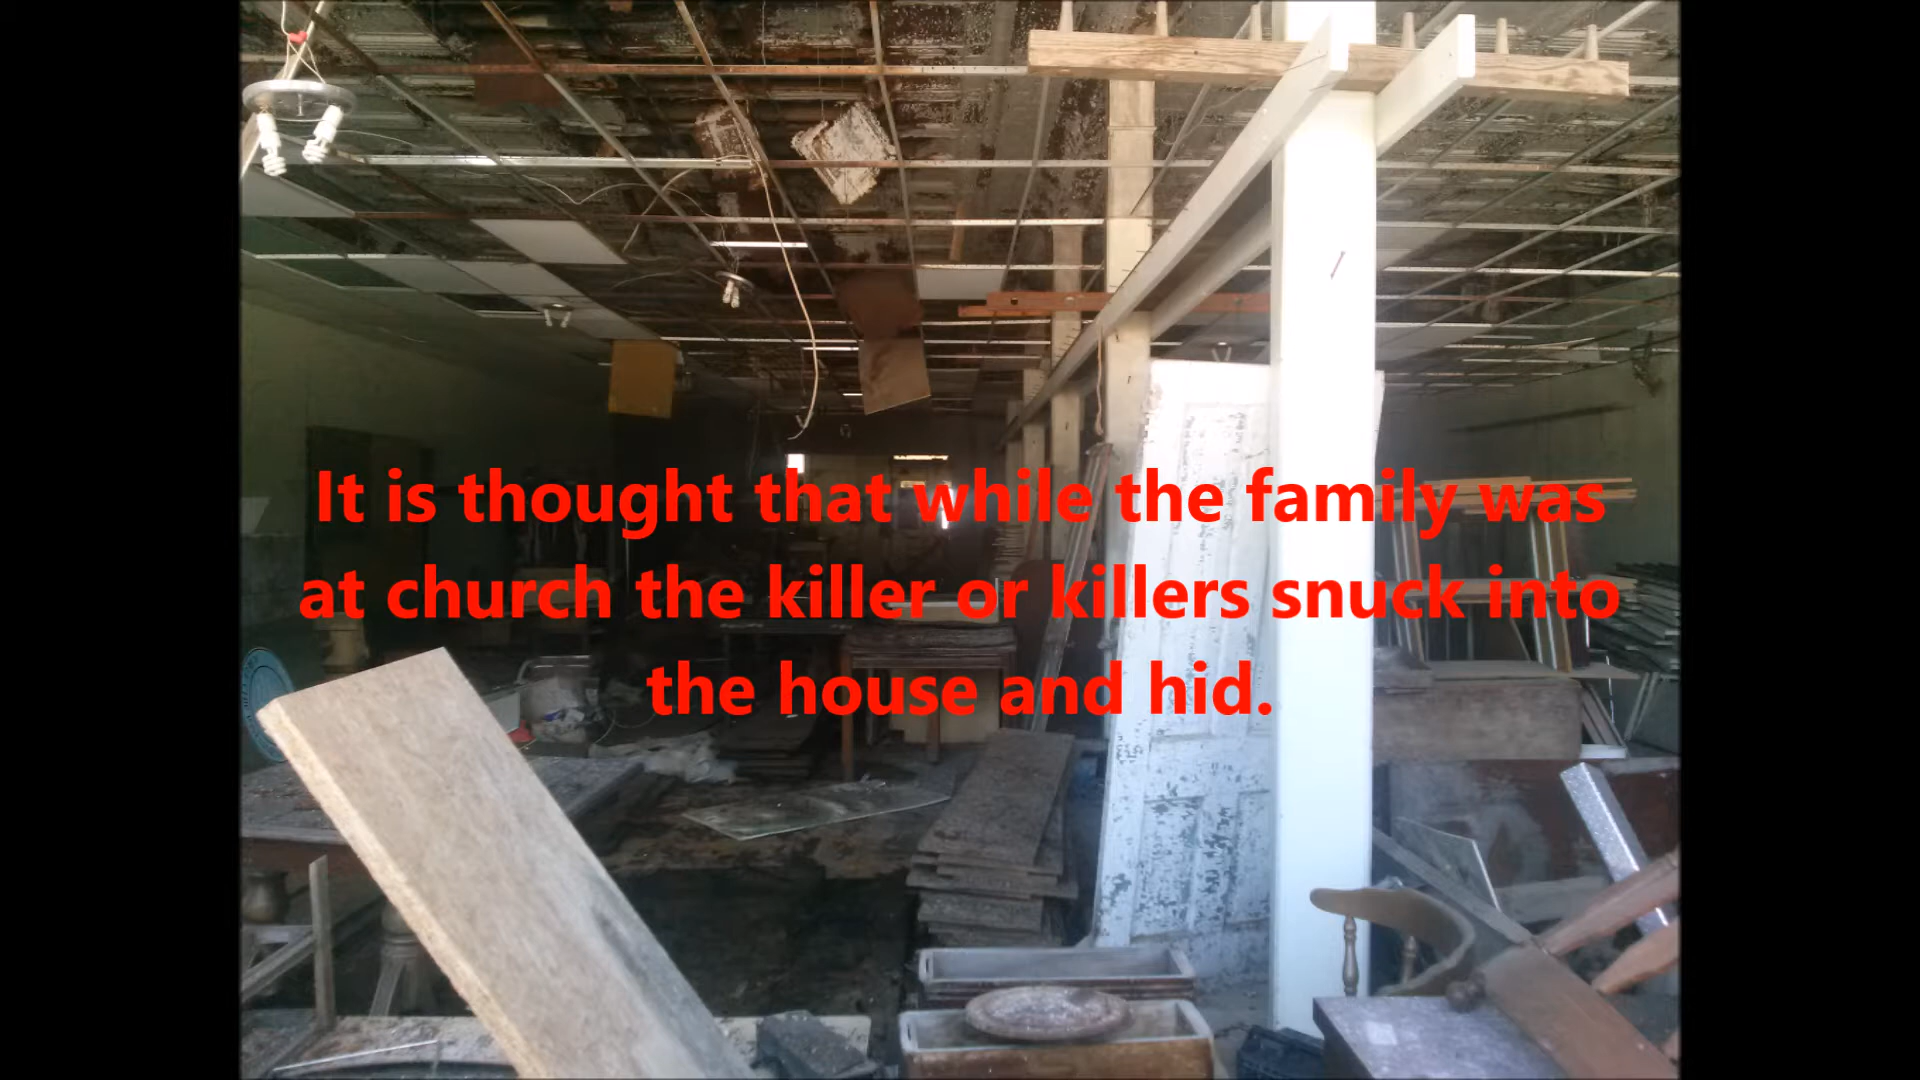 It is thought that while the family was
at church the killer or killers snuck into
the house and hid.